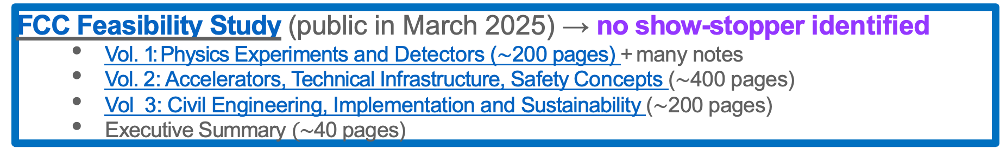 FCC Feasibility Study (public in March 2025) → no show-stopper identified
• Vol. 1: Physics Experiments and Detectors (~200 pages) + many notes
• Vol. 2: Accelerators, Technical Infrastructure, Safety Concepts (~400 pages)
• Vol 3: Civil Engineering, Implementation and Sustainability (~200 pages)
• Executive Summary (~40 pages)